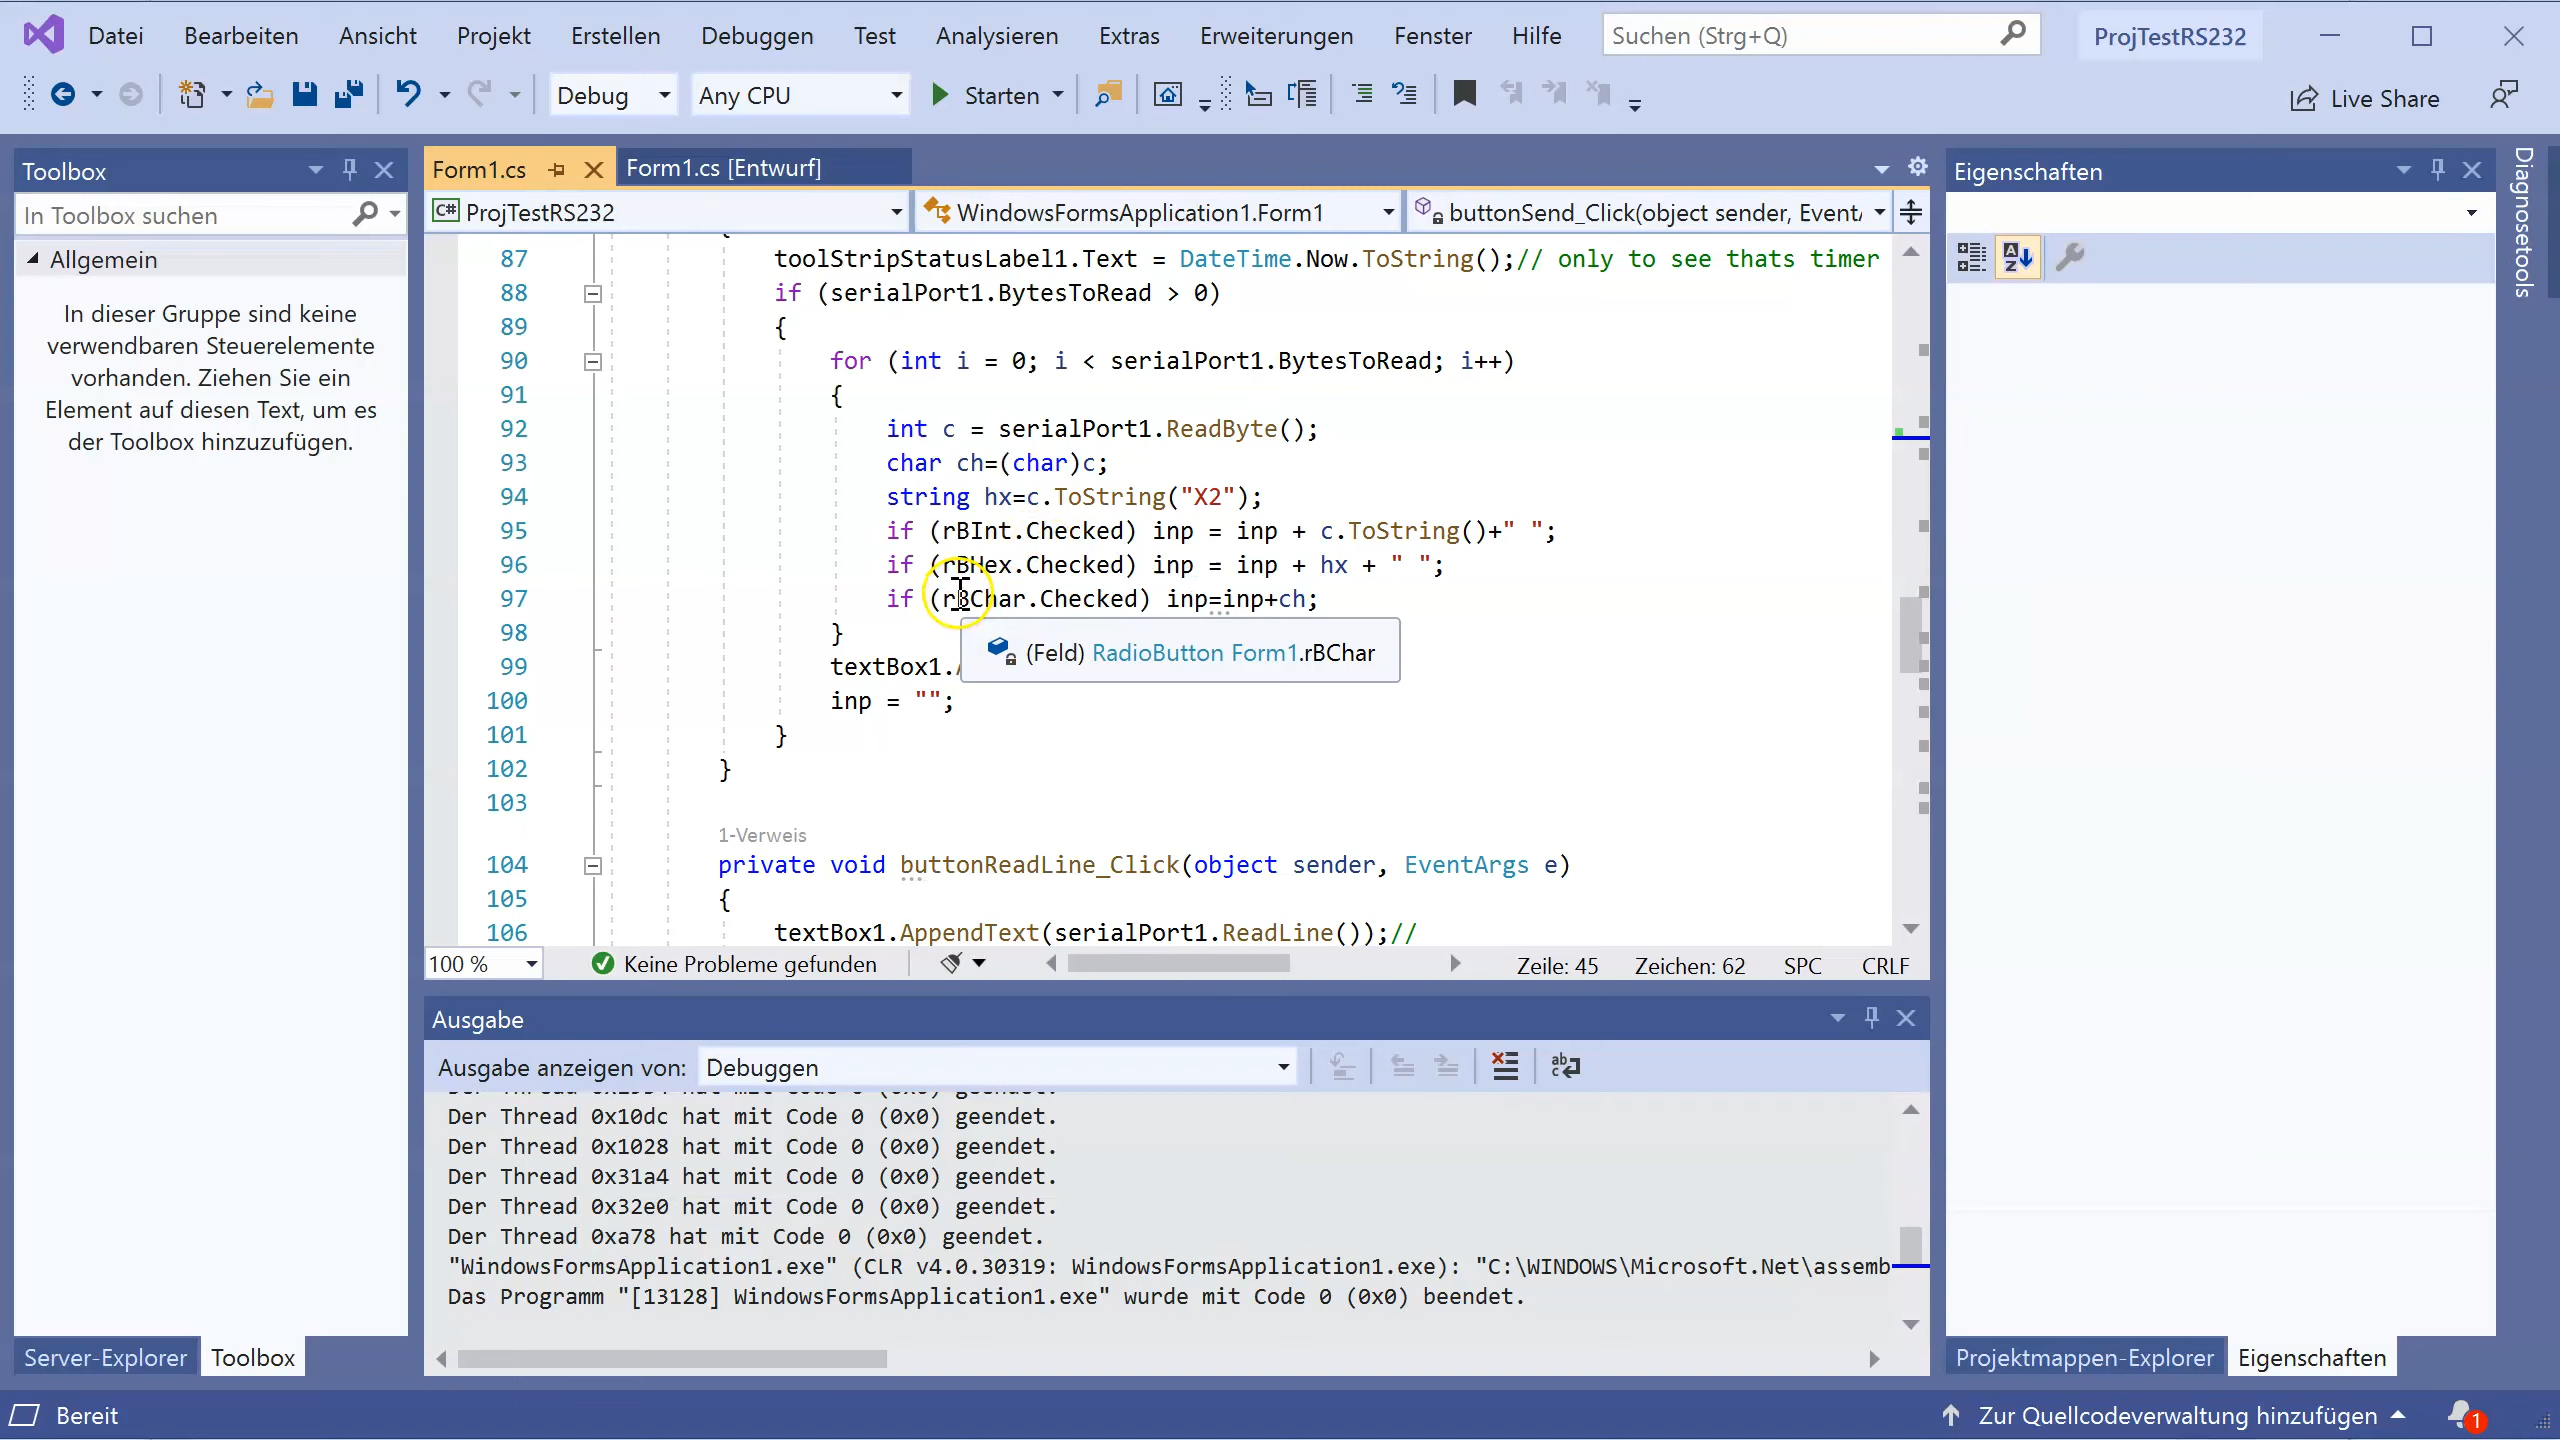 Datei Bearbeiten Ansicht Projekt Erstellen Debuggen Test Analysieren Extras Erweiterungen Fenster Hilfe Suchen (Strg+Q) ProjTestRS232
Debug Any CPU Starten Live Share
Toolbox
In Toolbox suchen
Allgemein
In dieser Gruppe sind keine
verwendbaren Steuerelemente
vorhanden. Ziehen Sie ein
Element auf diesen Text, um es
der Toolbox hinzuzufügen.
Server-Explorer Toolbox
Form1.cs Form1.cs [Entwurf]
C# ProjTestRS232 WindowsFormsApplication1.Form1 buttonSend_Click(object sender, Event
87 toolStripStatusLabel1.Text = DateTime.Now.ToString();// only to see thats timer
88 if (serialPort1.BytesToRead > 0)
89 {
90 for (int i = 0; i < serialPort1.BytesToRead; i++)
91 {
92 int c = serialPort1.ReadByte();
93 char ch=(char)c;
94 string hx=c.ToString("X2");
95 if (rBInt.Checked) inp = inp + c.ToString()+" ";
96 if (rBHex.Checked) inp = inp + hx + " ";
97 if (rBChar.Checked) inp=inp+ch;
98 }
(Feld) RadioButton Form1.rBChar
99 textBox1.
100 inp = "";
101 }
102 }
103
1-Verweis
104 private void buttonReadLine_Click(object sender, EventArgs e)
105 {
106 textBox1.AppendText(serialPort1.ReadLine());//
100 % Keine Probleme gefunden Zeile: 45 Zeichen: 62 SPC CRLF
Ausgabe
Ausgabe anzeigen von: Debuggen
Der Thread 0x10dc hat mit Code 0 (0x0) geendet.
Der Thread 0x1028 hat mit Code 0 (0x0) geendet.
Der Thread 0x31a4 hat mit Code 0 (0x0) geendet.
Der Thread 0x32e0 hat mit Code 0 (0x0) geendet.
Der Thread 0xa78 hat mit Code 0 (0x0) geendet.
"WindowsFormsApplication1.exe" (CLR v4.0.30319: WindowsFormsApplication1.exe): "C:\WINDOWS\Microsoft.Net\assemb
Das Programm "[13128] WindowsFormsApplication1.exe" wurde mit Code 0 (0x0) beendet.
Eigenschaften
Diagnosetools
Projektmappen-Explorer Eigenschaften
Bereit Zur Quellcodeverwaltung hinzufügen 1